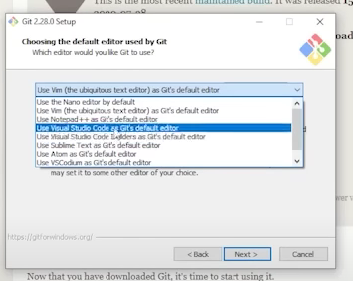 This is the most recent maintained build. It was released
Git 2.28.0 Setup
Choosing the default editor used by Git
Which editor would you like Git to use?
Use Vim (the ubiquitous text editor) as Git's default editor
Use the Nano editor by default
Use Vim (the ubiquitous text editor) as Git's default editor
Use Notepad++ as Git's default editor
Use Visual Studio Code as Git's default editor
Use Visual Studio Code Insiders as Git's default editor
Use Sublime Text as Git's default editor
Use Atom as Git's default editor
Use VSCodium as Git's default editor
may set it to some other editor of your choice.
https://gitforwindows.org/
< Back
Next >
Cancel
Now that you have downloaded Git, it's time to start using it.